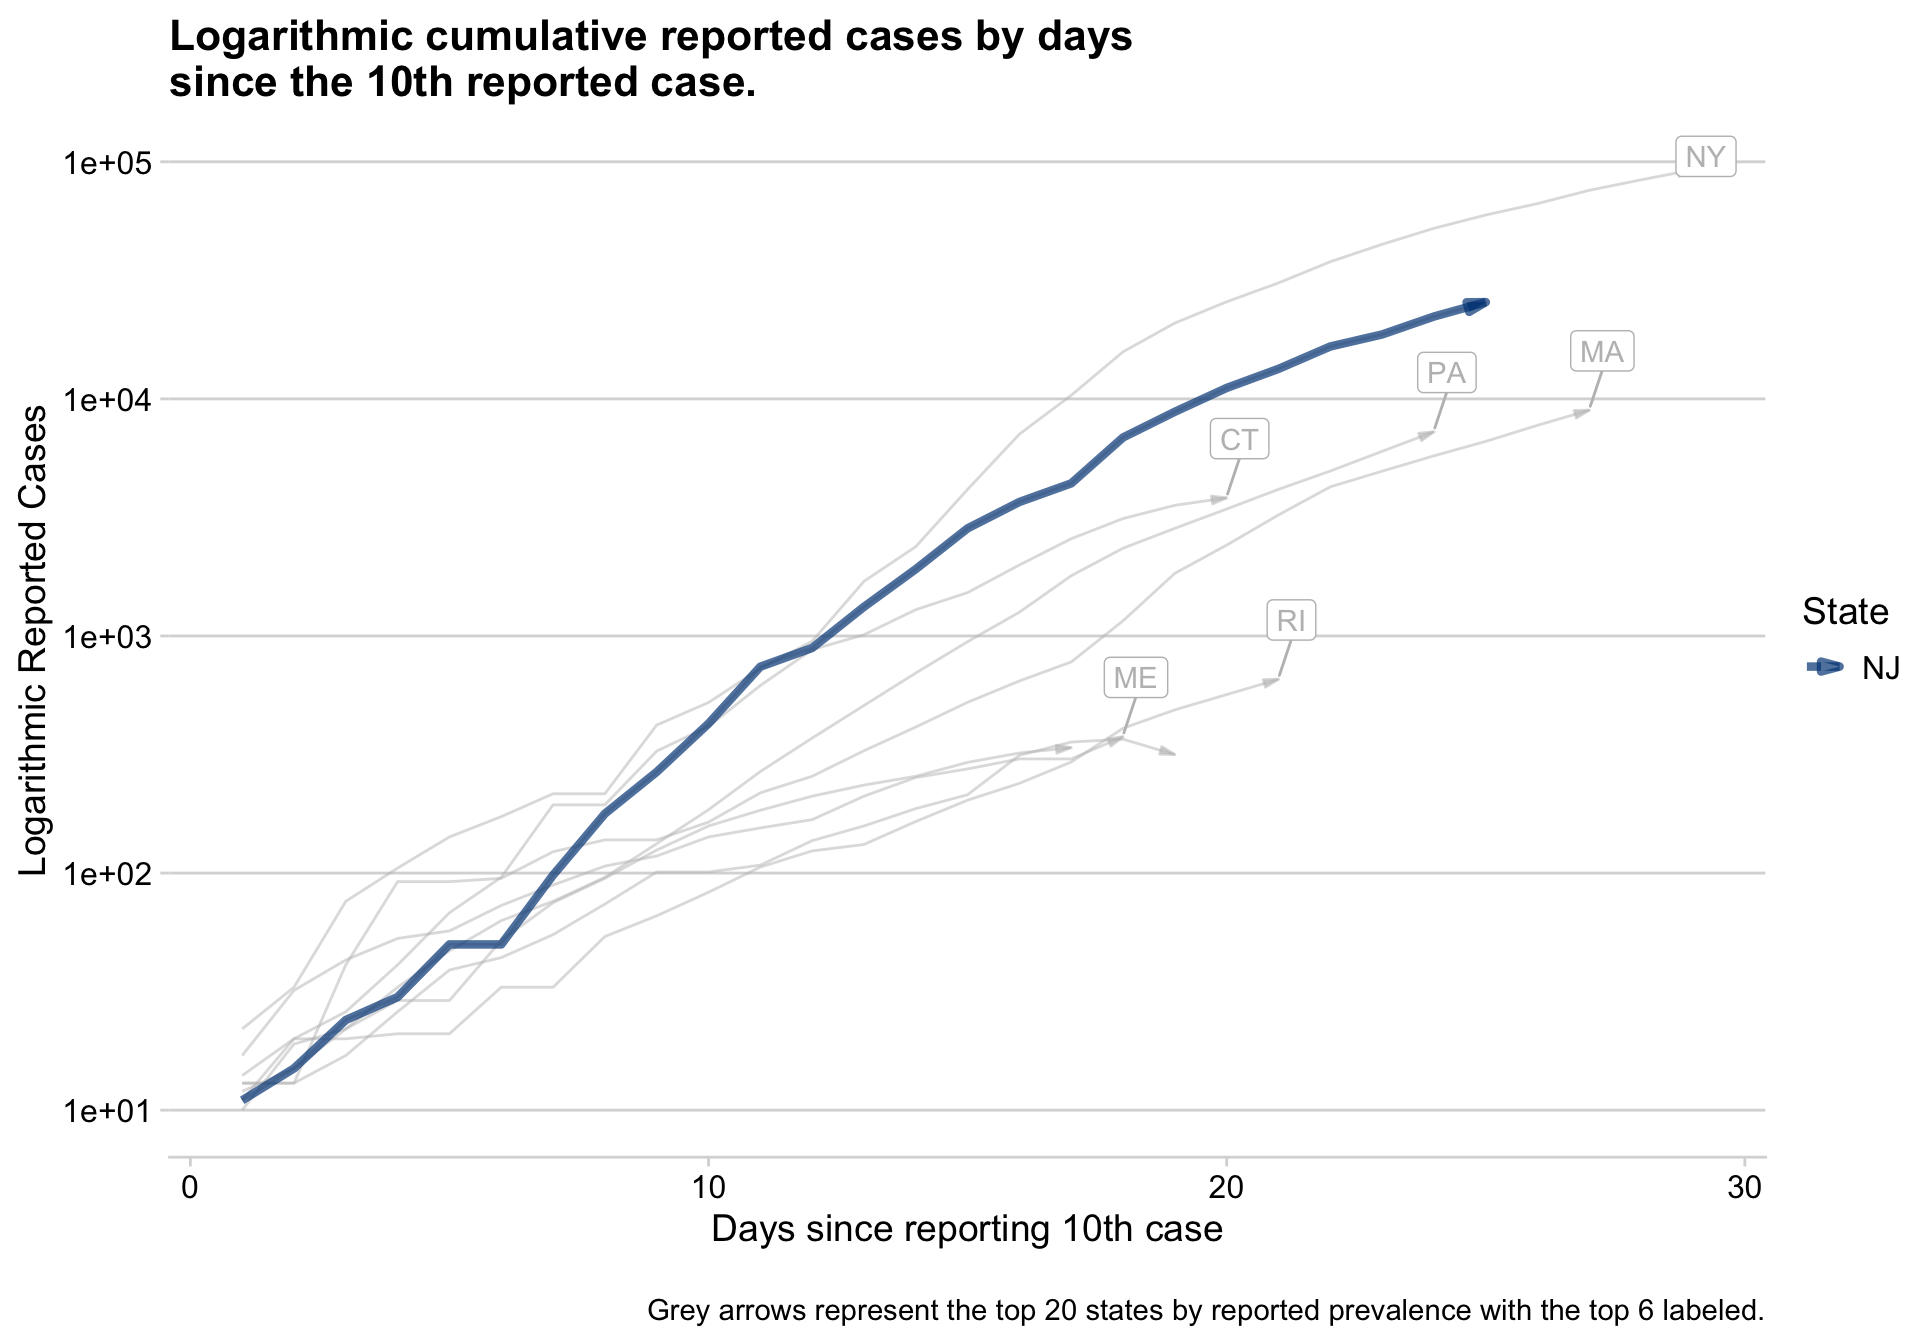 Logarithmic cumulative reported cases by days
since the 10th reported case.
1e+05
NY
MA
PA
1e+04
CT
RI
1e+03
ME
1e+02
1e+01
Logarithmic Reported Cases
State
NJ
0 10 20 30
Days since reporting 10th case
Grey arrows represent the top 20 states by reported prevalence with the top 6 labeled.